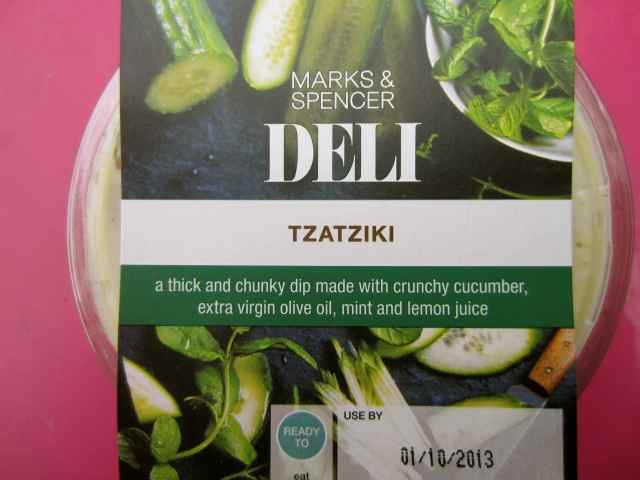 MARKS &
SPENCER
DELI
TZATZIKI
a thick and chunky dip made with crunchy cucumber,
extra virgin olive oil, mint and lemon juice
READY
TO
eat
USE BY
01/10/2013